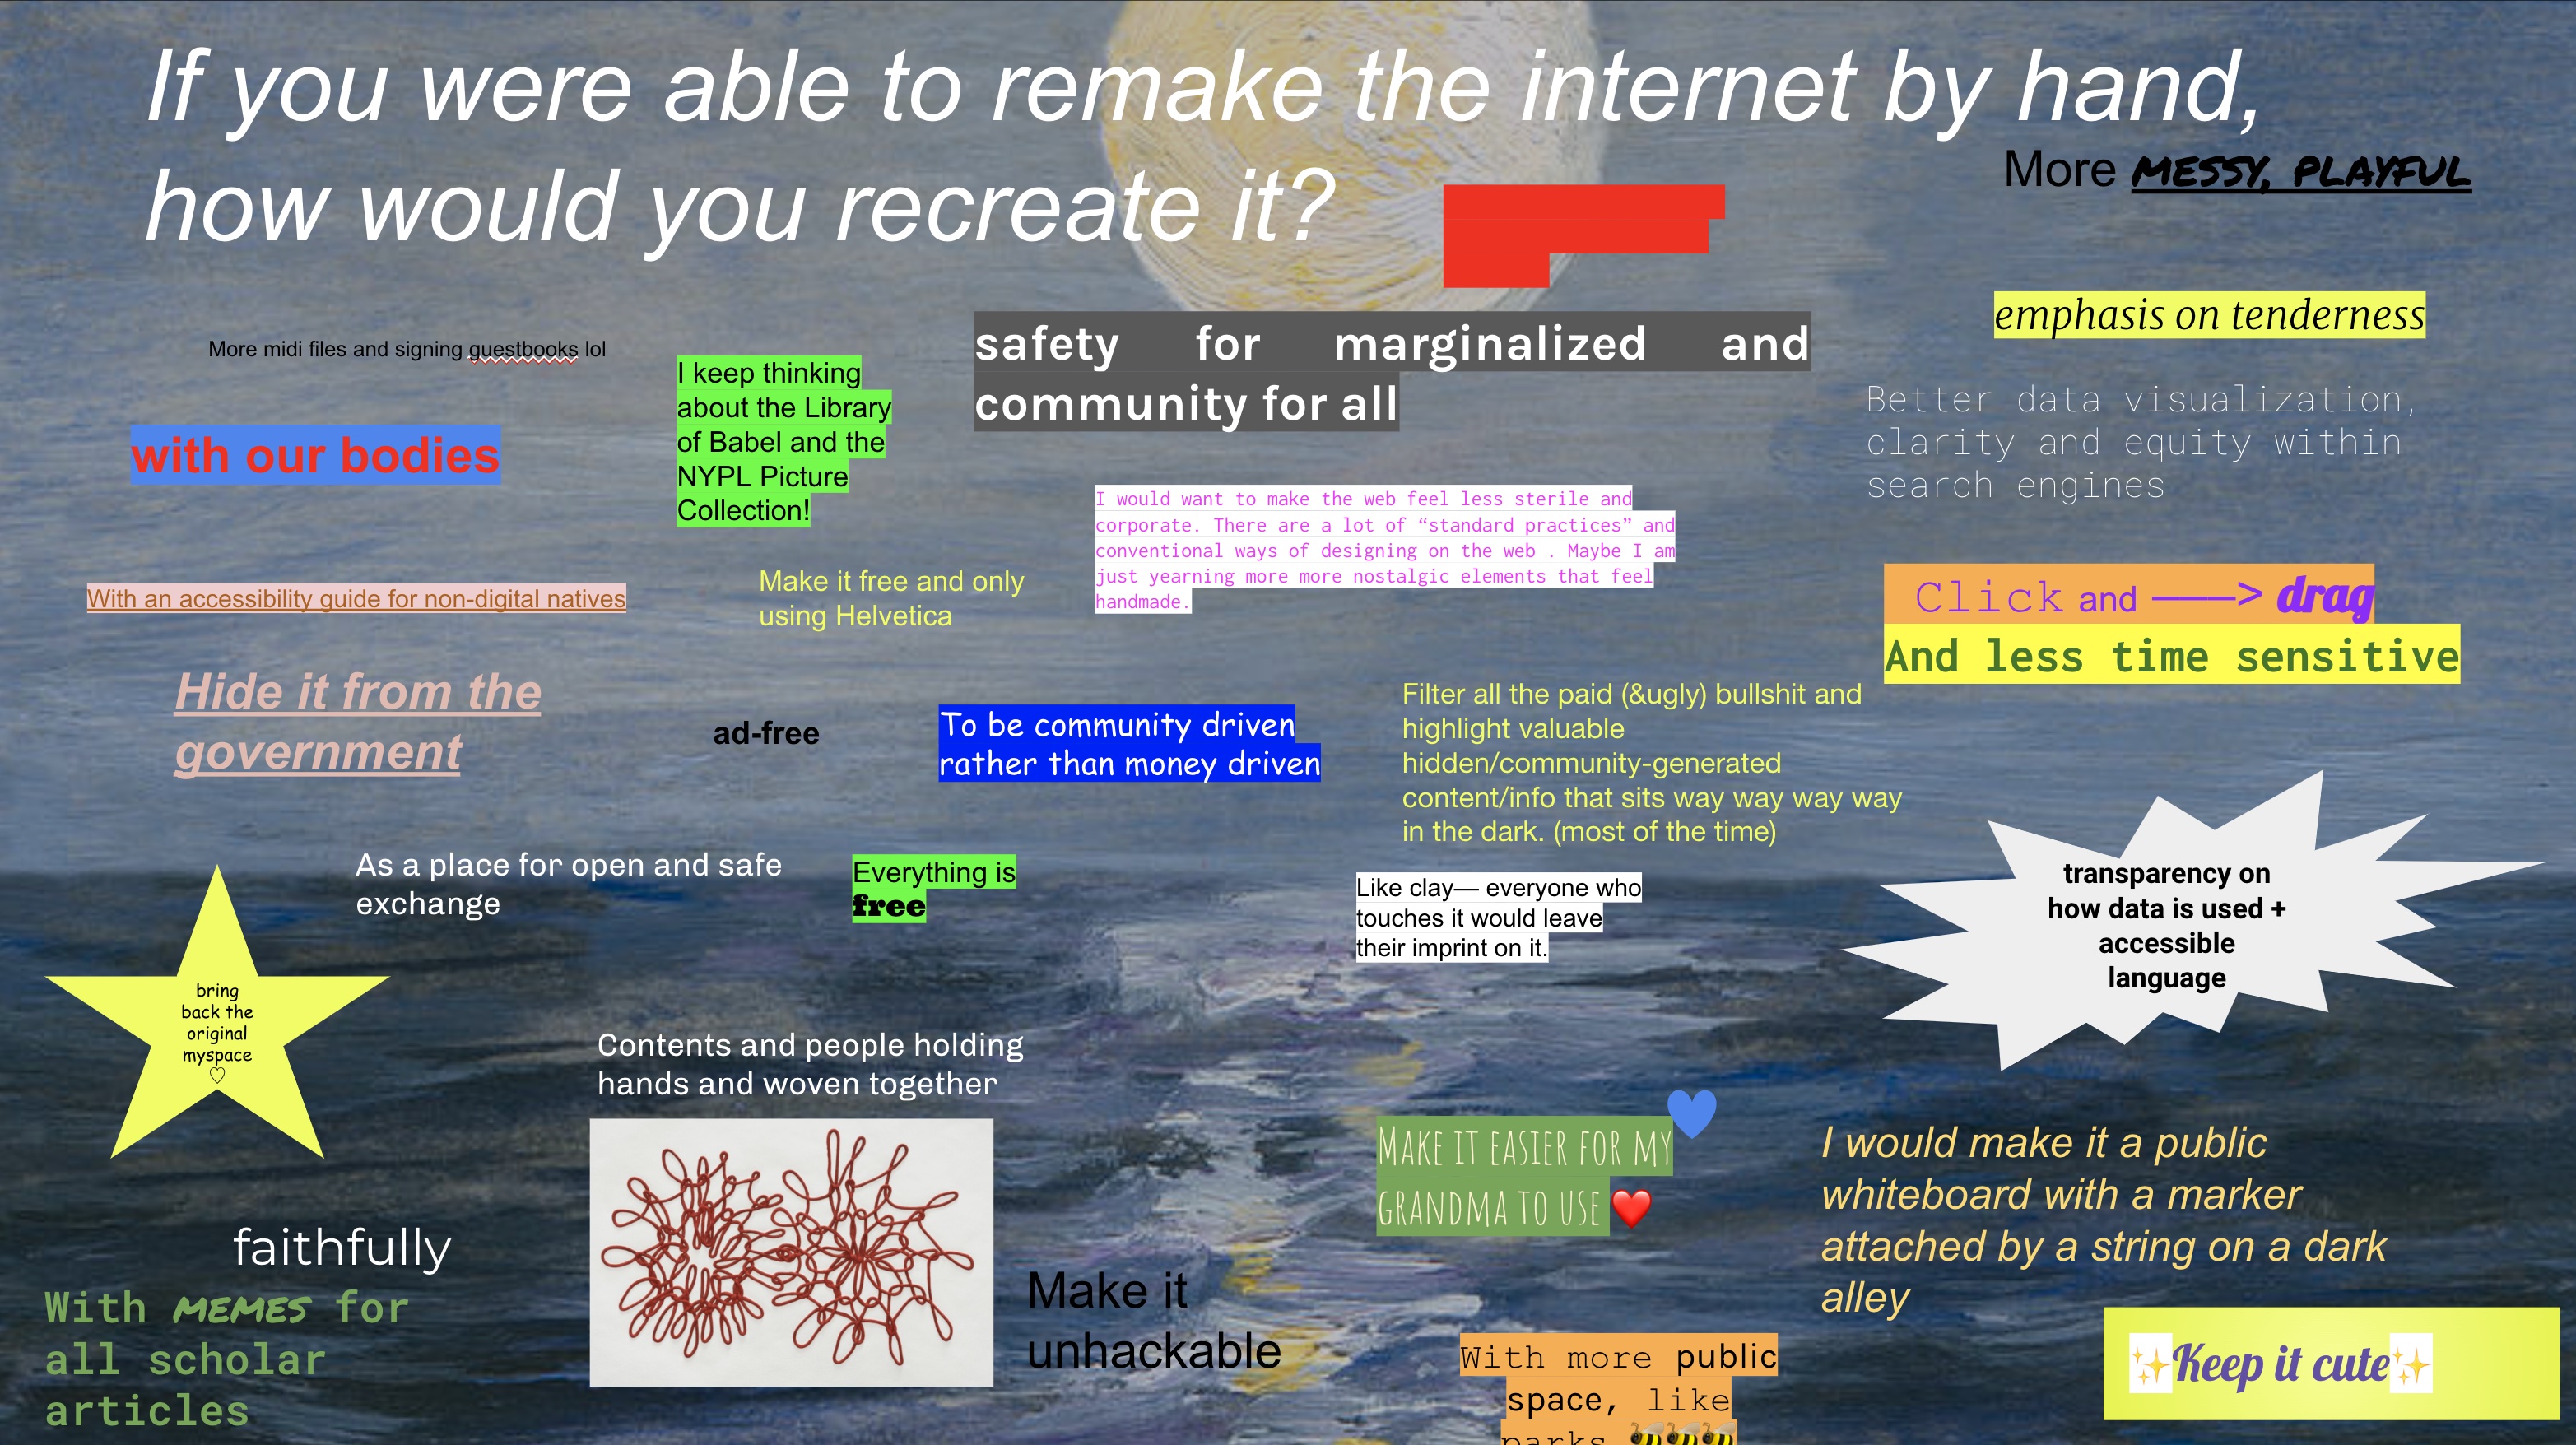 If you were able to remake the internet by hand,
how would you recreate it?
More MESSY, PLAYFUL
emphasis on tenderness
More midi files and signing guestbooks lol
safety for marginalized and
community for all
I keep thinking
about the Library
of Babel and the
NYPL Picture
Collection!
Better data visualization,
clarity and equity within
search engines
with our bodies
I would want to make the web feel less sterile and
corporate. There are a lot of “standard practices” and
conventional ways of designing on the web . Maybe I am
just yearning more more nostalgic elements that feel
handmade.
With an accessibility guide for non-digital natives
Make it free and only
using Helvetica
Click and ———> drag
And less time sensitive
Hide it from the
government
ad-free
To be community driven
rather than money driven
Filter all the paid (&ugly) bullshit and
highlight valuable
hidden/community-generated
content/info that sits way way way way
in the dark. (most of the time)
As a place for open and safe
exchange
Everything is
free
Like clay— everyone who
touches it would leave
their imprint on it.
transparency on
how data is used +
accessible
language
bring
back the
original
myspace
♡
Contents and people holding
hands and woven together
MAKE IT EASIER FOR MY
GRANDMA TO USE ❤️
I would make it a public
whiteboard with a marker
attached by a string on a dark
alley
faithfully
With MEMES for
all scholar
articles
Make it
unhackable
With more public
space, like
parks 🐝🐝🐝
✨Keep it cute✨